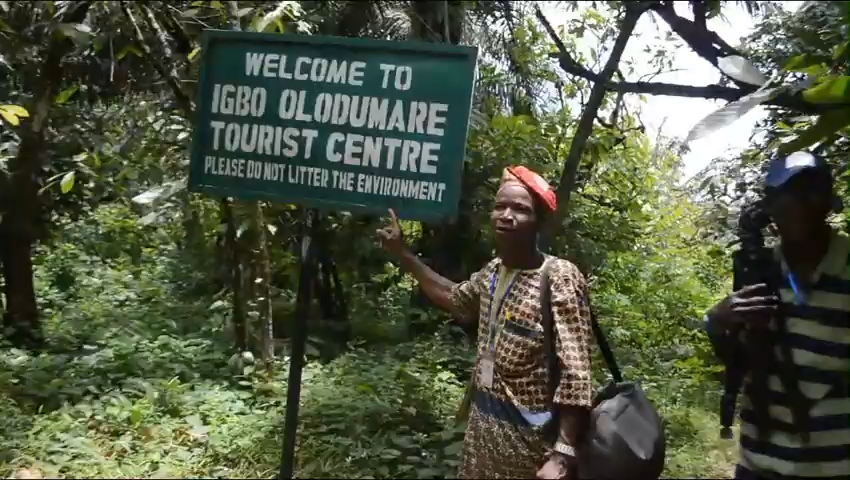 WELCOME TO
IGBO OLODUMARE
TOURIST CENTRE
PLEASE DO NOT LITTER THE ENVIRONMENT